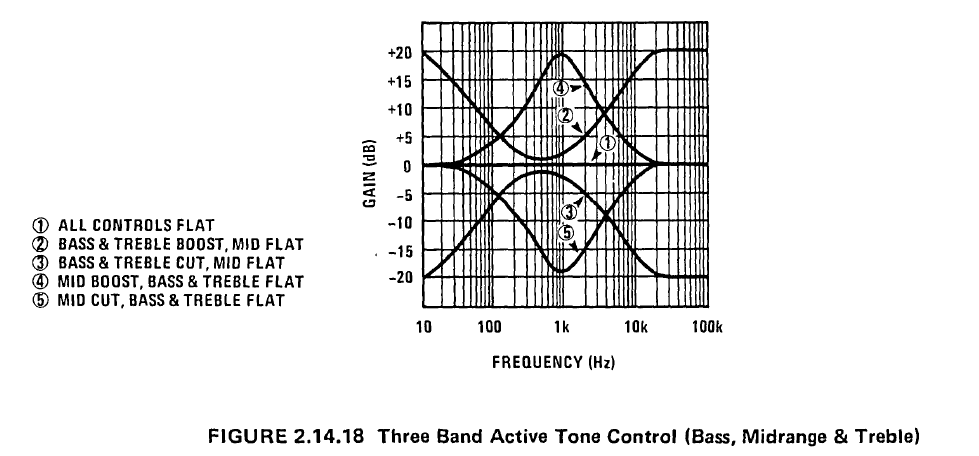 +20
+15
+10
+5
0
−5
−10
−15
−20
GAIN (dB)
④
②
①
③
⑤
① ALL CONTROLS FLAT
② BASS & TREBLE BOOST, MID FLAT
③ BASS & TREBLE CUT, MID FLAT
④ MID BOOST, BASS & TREBLE FLAT
⑤ MID CUT, BASS & TREBLE FLAT
10 100 1k 10k 100k
FREQUENCY (Hz)
FIGURE 2.14.18 Three Band Active Tone Control (Bass, Midrange & Treble)